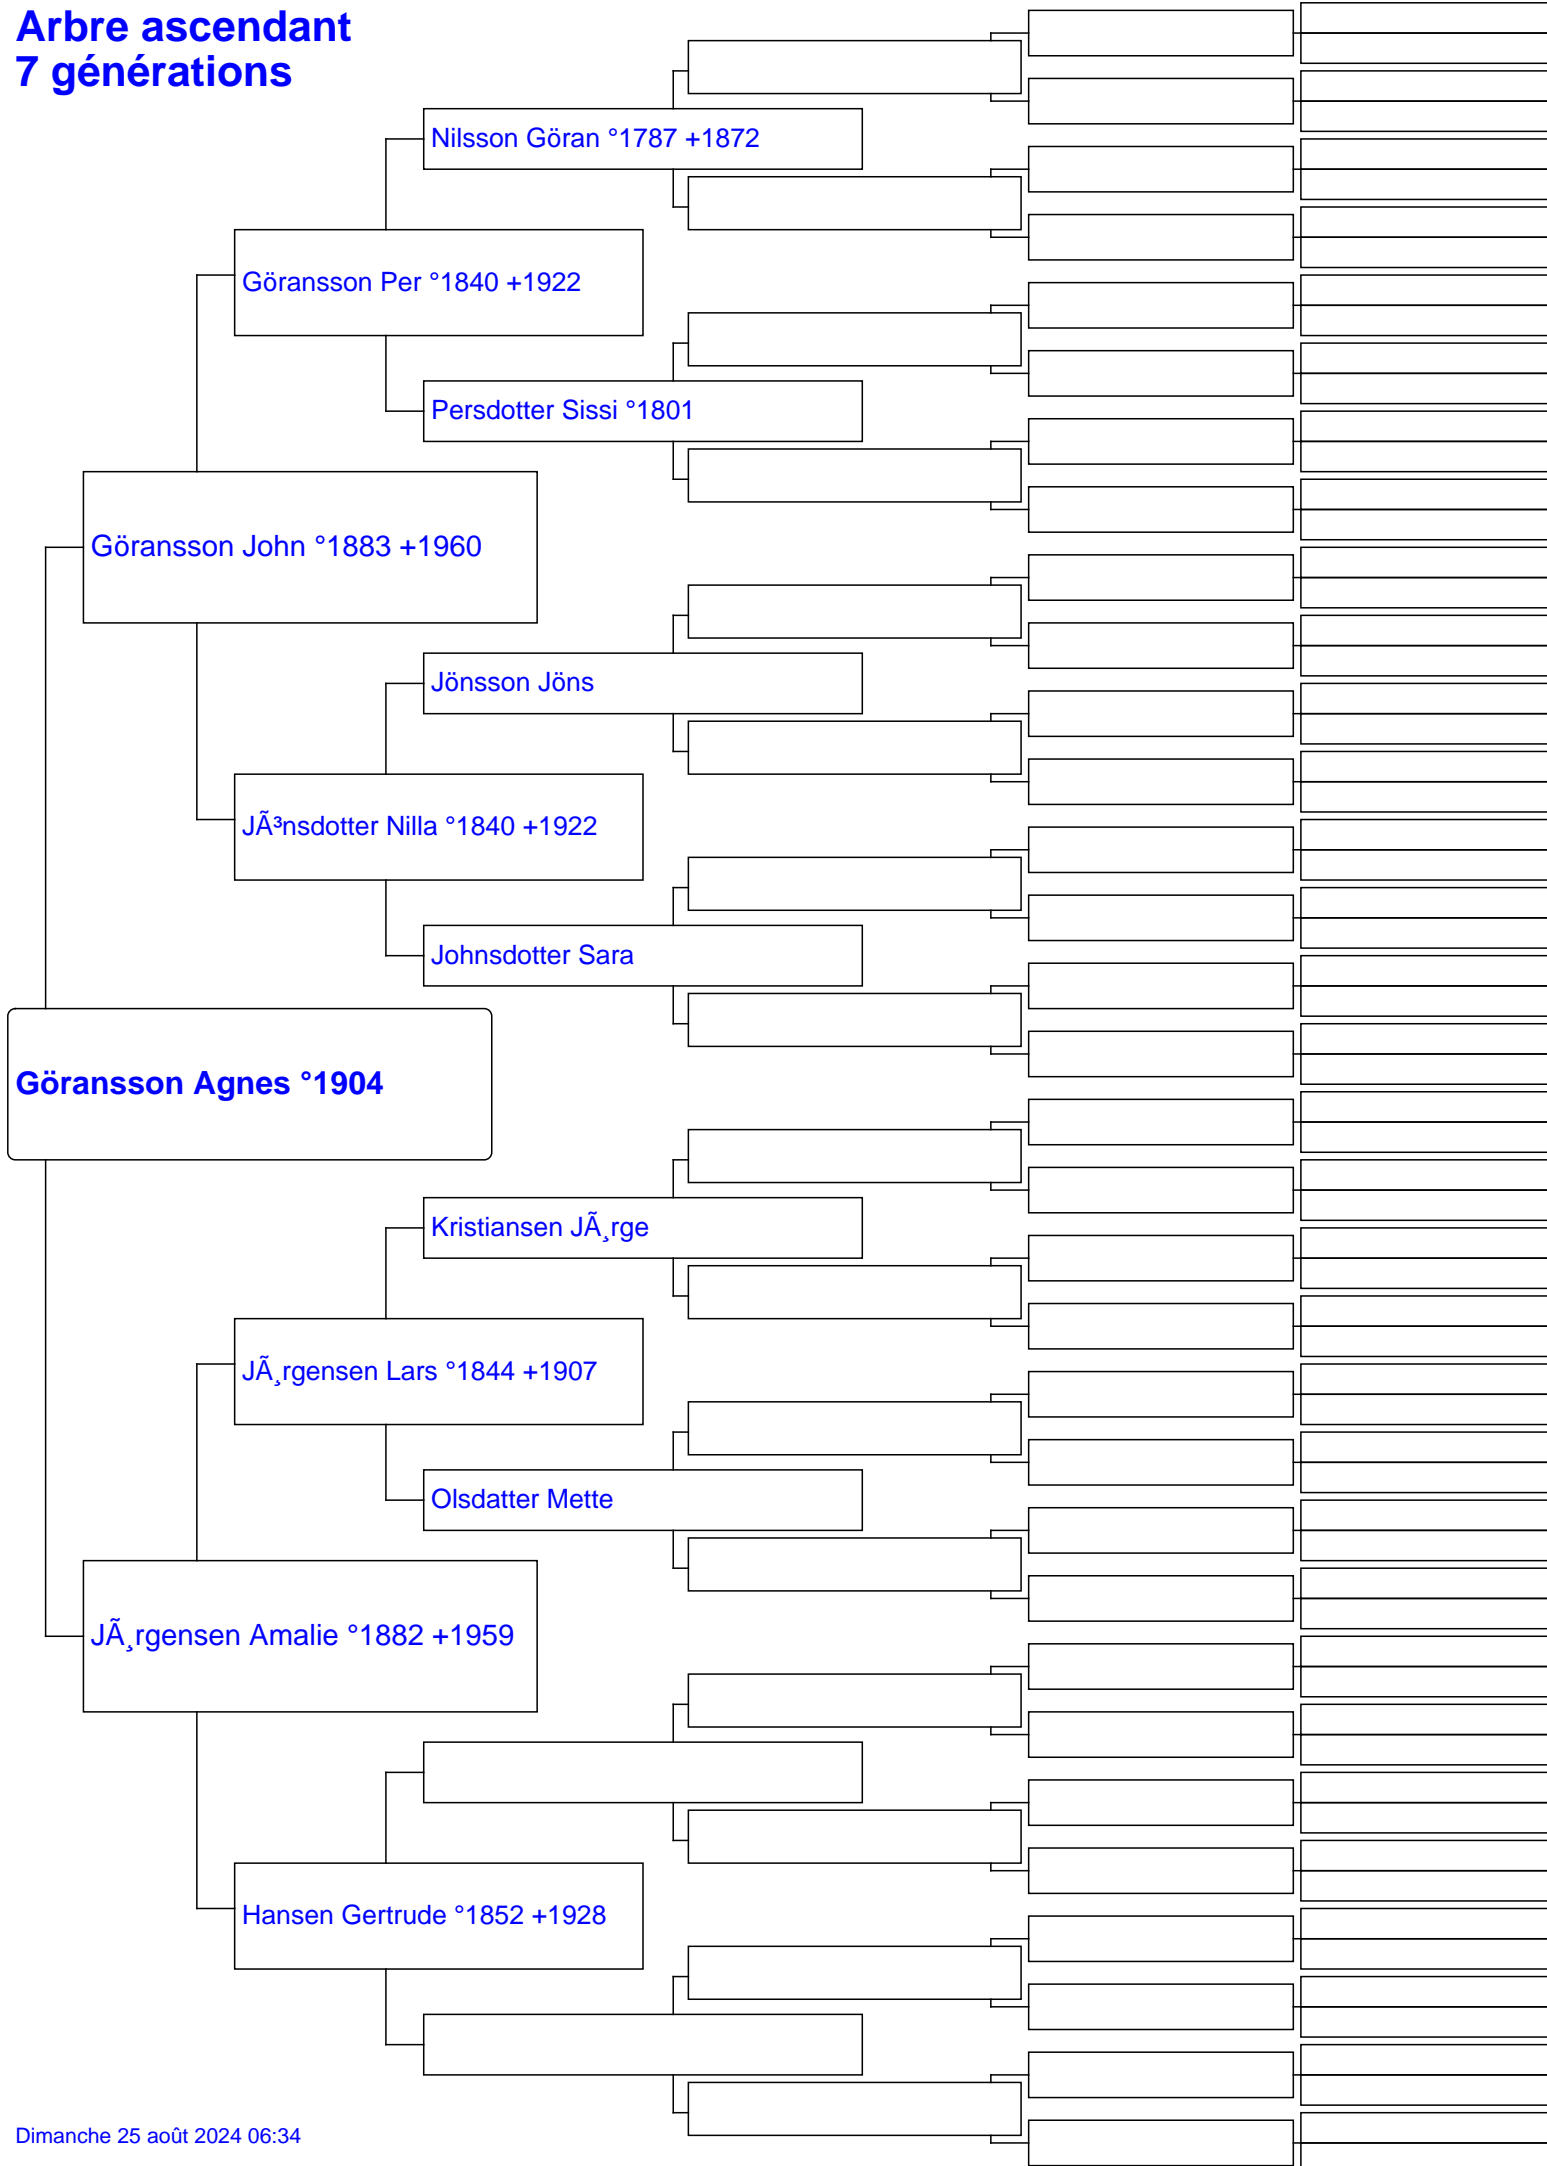 Arbre ascendant
7 générations
Nilsson Göran °1787 +1872
Göransson Per °1840 +1922
Persdotter Sissi °1801
Göransson John °1883 +1960
Jönsson Jöns
JÃ³nsdotter Nilla °1840 +1922
Johnsdotter Sara
Göransson Agnes °1904
Kristiansen JÃ¸rge
JÃ¸rgensen Lars °1844 +1907
Olsdatter Mette
JÃ¸rgensen Amalie °1882 +1959
Hansen Gertrude °1852 +1928
Dimanche 25 août 2024 06:34